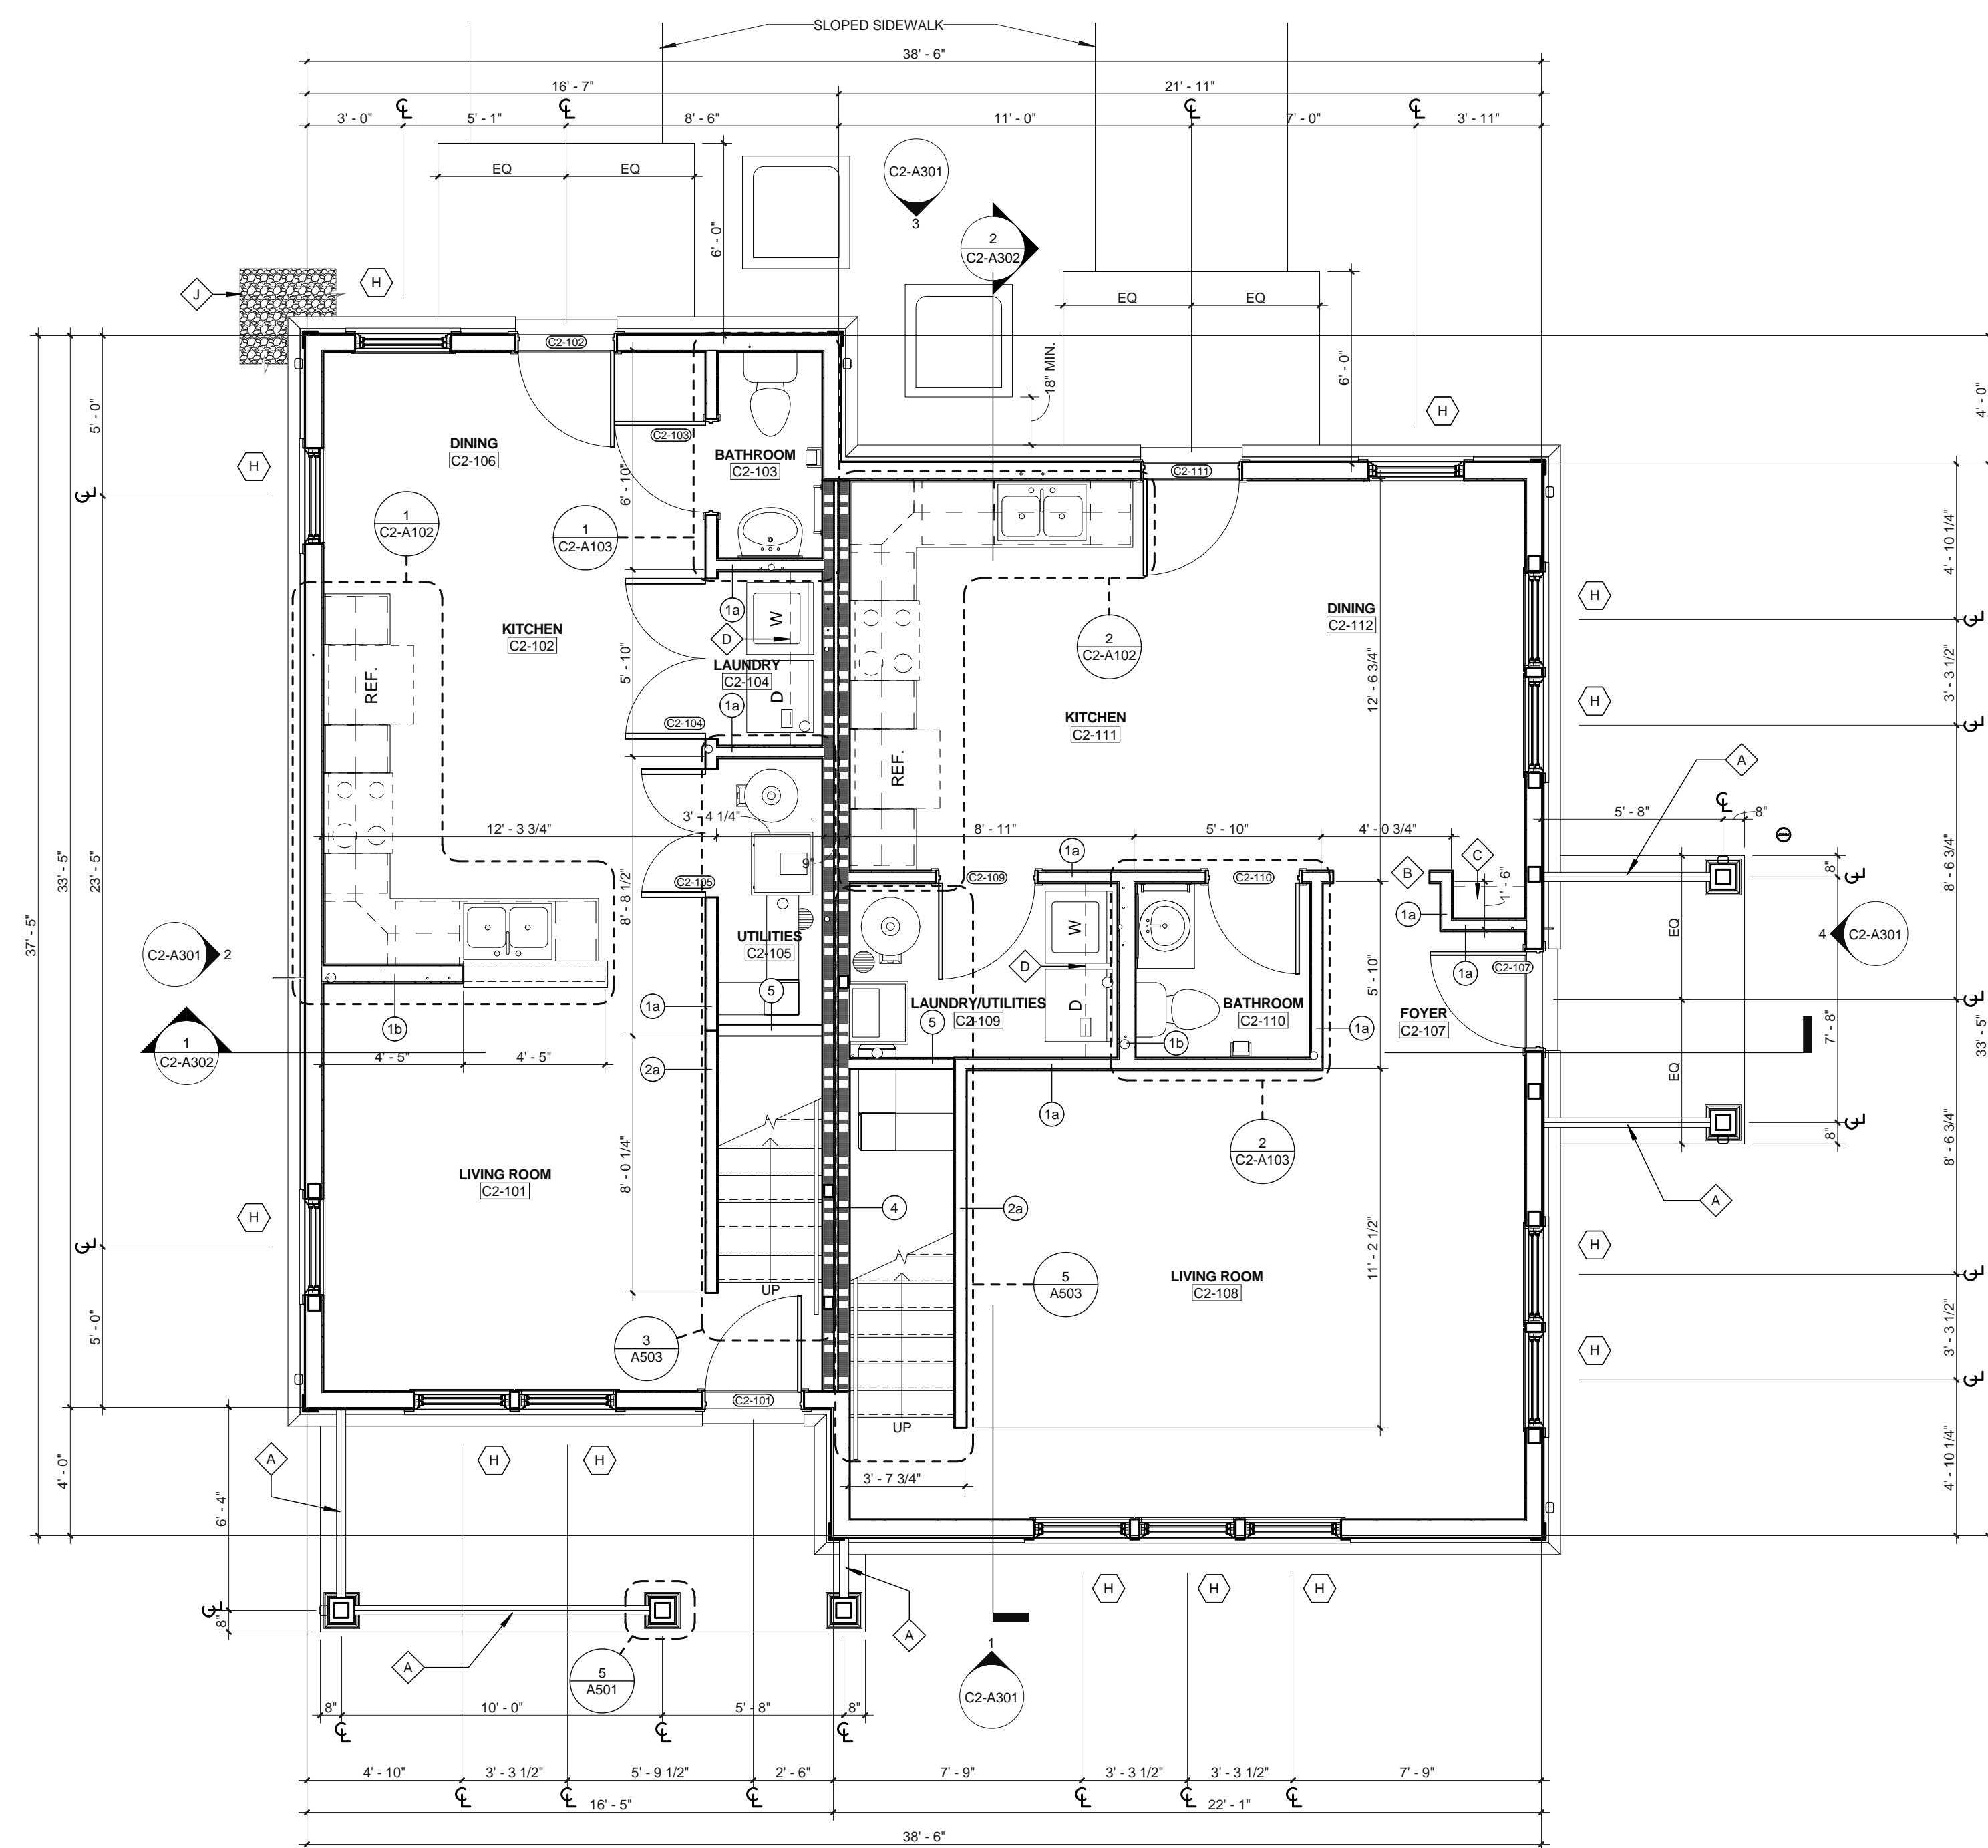 SLOPED SIDEWALK
38' - 6"
16' - 7"
21' - 11"
3' - 0"
5' - 1"
8' - 6"
11' - 0"
7' - 0"
3' - 11"
EQ
EQ
6' - 0"
C2-A301
3
2
C2-A302
EQ
EQ
6' - 0"
18" MIN.
J
H
H
4' - 0"
C2-102
5' - 0"
H
DINING
C2-106
C2-103
BATHROOM
C2-103
6' - 10"
C2-111
1
C2-A102
1
C2-A103
4' - 10 1/4"
H
1a
W
D
DINING
C2-112
KITCHEN
C2-102
2
C2-A102
5' - 10"
LAUNDRY
C2-104
REF.
D
1a
C2-104
12' - 6 3/4"
H
3' - 3 1/2"
KITCHEN
C2-111
REF.
A
5' - 8"
8"
12' - 3 3/4"
3' - 4 1/4"
9"
8' - 11"
5' - 10"
4' - 0 3/4"
1a
C
B
1' - 6"
8"
8' - 6 3/4"
C2-105
C2-109
C2-110
33' - 5"
23' - 5"
37' - 5"
8' - 8 1/2"
1a
W
EQ
C2-A301
2
UTILITIES
C2-105
4
C2-A301
D
1a
C2-107
5' - 10"
5
1a
LAUNDRY/UTILITIES
C2-109
5
D
BATHROOM
C2-110
FOYER
C2-107
1a
1b
1b
1
C2-A302
4' - 5"
4' - 5"
2a
7' - 8"
33' - 5"
EQ
1a
8"
8' - 6 3/4"
2
C2-A103
8' - 0 1/4"
LIVING ROOM
C2-101
A
H
4
2a
11' - 2 1/2"
H
UP
5
A503
LIVING ROOM
C2-108
5' - 0"
3
A503
H
3' - 3 1/2"
C2-101
UP
A
H
H
3' - 7 3/4"
4' - 0"
6' - 4"
4' - 10 1/4"
H
H
H
8"
A
A
5
A501
1
C2-A301
8"
10' - 0"
5' - 8"
8"
4' - 10"
3' - 3 1/2"
5' - 9 1/2"
2' - 6"
7' - 9"
3' - 3 1/2"
3' - 3 1/2"
7' - 9"
16' - 5"
22' - 1"
38' - 6"